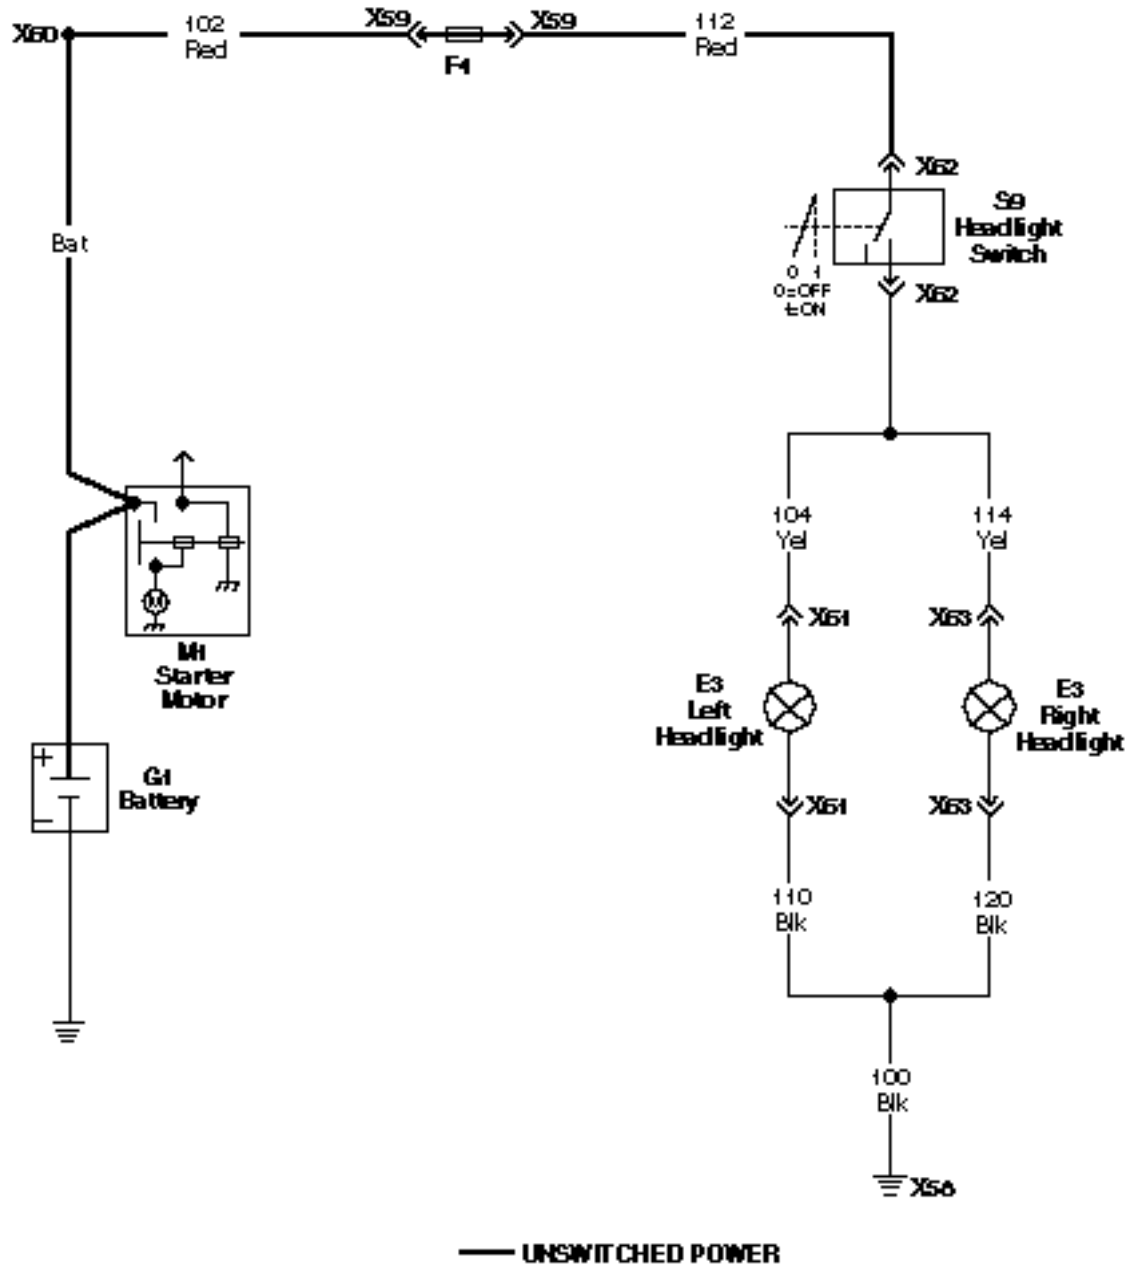 X60
102
Red
X59
F4
X59
112
Red
X62
S9
Headlight
Switch
0 1
0=OFF
1=ON
X62
Bat
104
Yel
114
Yel
X61
X63
M1
Starter
Motor
E3
Left
Headlight
E3
Right
Headlight
G1
Battery
+
−
M
X61
X63
110
Blk
120
Blk
100
Blk
UNSWITCHED POWER